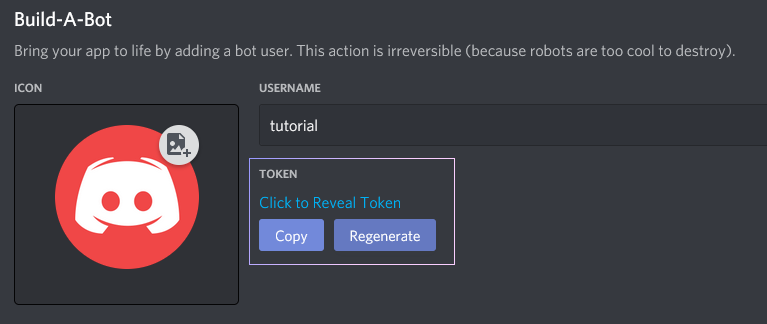 Build-A-Bot
Bring your app to life by adding a bot user. This action is irreversible (because robots are too cool to destroy).
ICON
USERNAME
tutorial
TOKEN
Click to Reveal Token
Copy
Regenerate